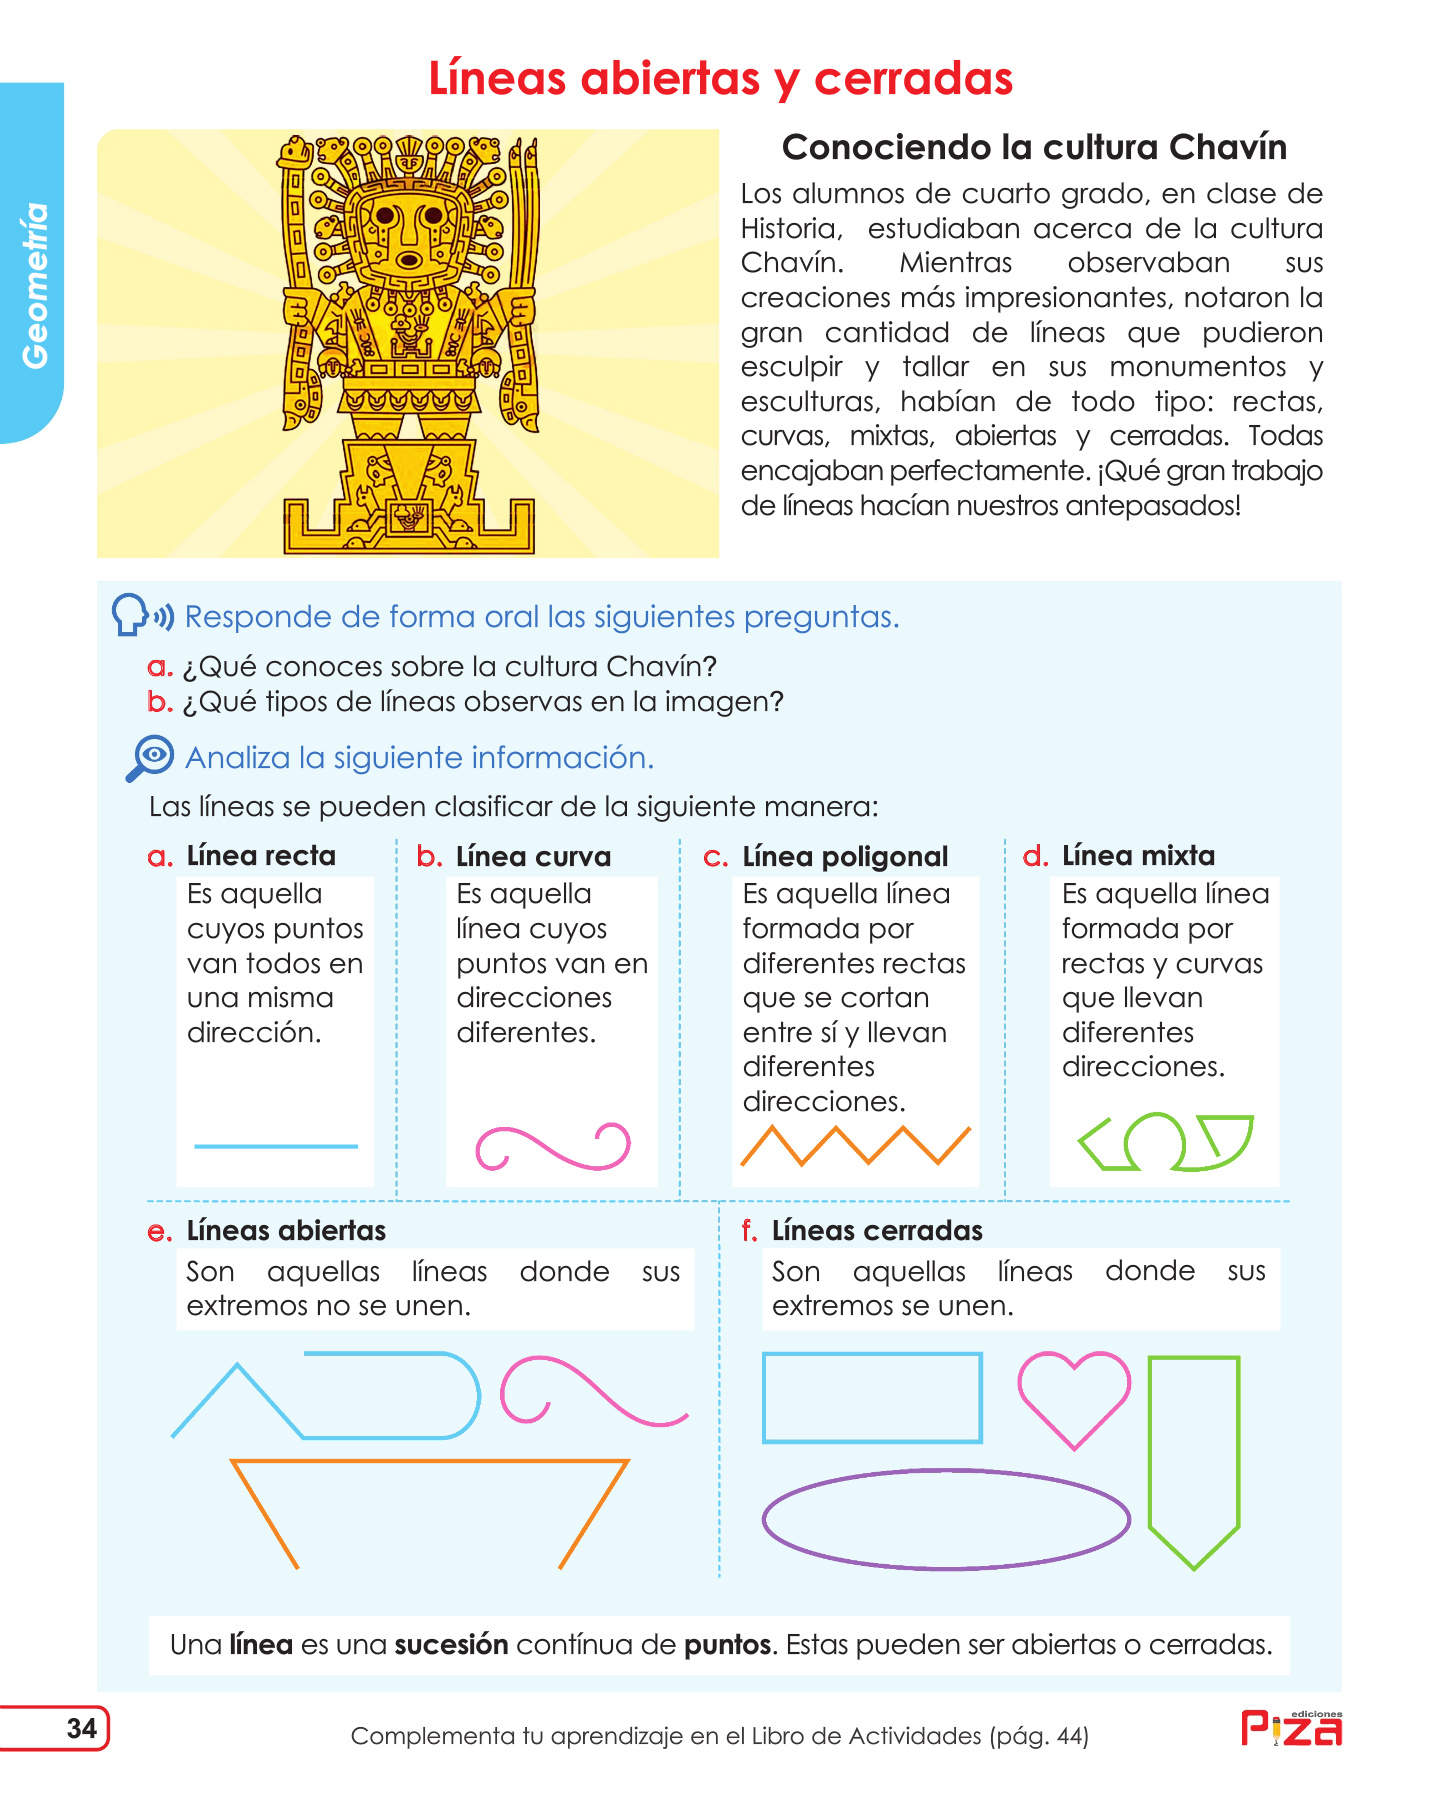 Líneas abiertas y cerradas
Geometría
Conociendo la cultura Chavín
Los alumnos de cuarto grado, en clase de
Historia, estudiaban acerca de la cultura
Chavín. Mientras observaban sus
creaciones más impresionantes, notaron la
gran cantidad de líneas que pudieron
esculpir y tallar en sus monumentos y
esculturas, habían de todo tipo: rectas,
curvas, mixtas, abiertas y cerradas. Todas
encajaban perfectamente. ¡Qué gran trabajo
de líneas hacían nuestros antepasados!
Responde de forma oral las siguientes preguntas.
a. ¿Qué conoces sobre la cultura Chavín?
b. ¿Qué tipos de líneas observas en la imagen?
Analiza la siguiente información.
Las líneas se pueden clasificar de la siguiente manera:
a. Línea recta
Es aquella
cuyos puntos
van todos en
una misma
dirección.
b. Línea curva
Es aquella
línea cuyos
puntos van en
direcciones
diferentes.
c. Línea poligonal
Es aquella línea
formada por
diferentes rectas
que se cortan
entre sí y llevan
diferentes
direcciones.
d. Línea mixta
Es aquella línea
formada por
rectas y curvas
que llevan
diferentes
direcciones.
e. Líneas abiertas
Son aquellas líneas donde sus
extremos no se unen.
f. Líneas cerradas
Son aquellas líneas donde sus
extremos se unen.
Una línea es una sucesión contínua de puntos. Estas pueden ser abiertas o cerradas.
34
Complementa tu aprendizaje en el Libro de Actividades (pág. 44)
ediciones
Piza